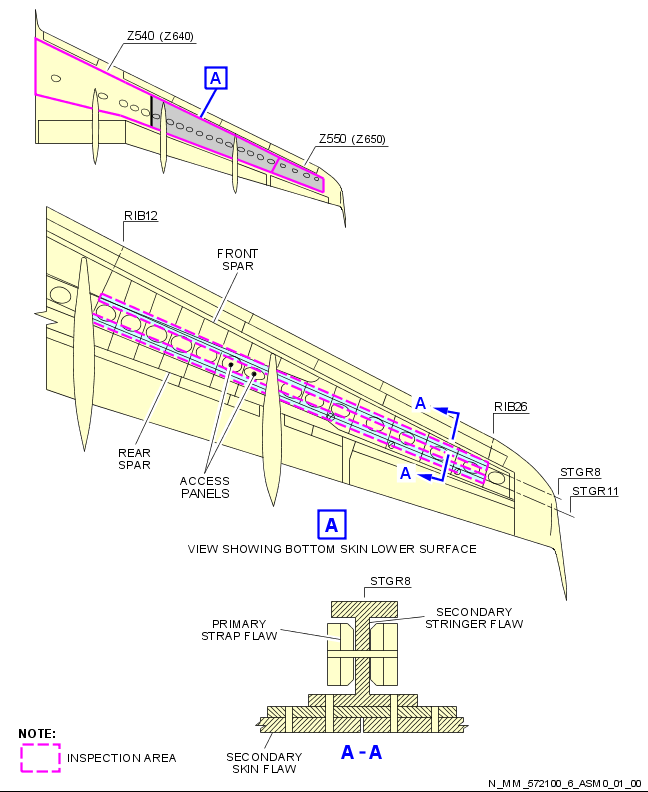 Z540 (Z640)
A
Z550 (Z650)
RIB12
FRONT
SPAR
A
RIB26
STGR8
A
STGR11
REAR
SPAR
ACCESS
PANELS
A
VIEW SHOWING BOTTOM SKIN LOWER SURFACE
STGR8
PRIMARY
STRAP FLAW
SECONDARY
STRINGER FLAW
NOTE:
INSPECTION AREA
SECONDARY
SKIN FLAW
A-A
N_MM_572100_6_ASM0_01_00